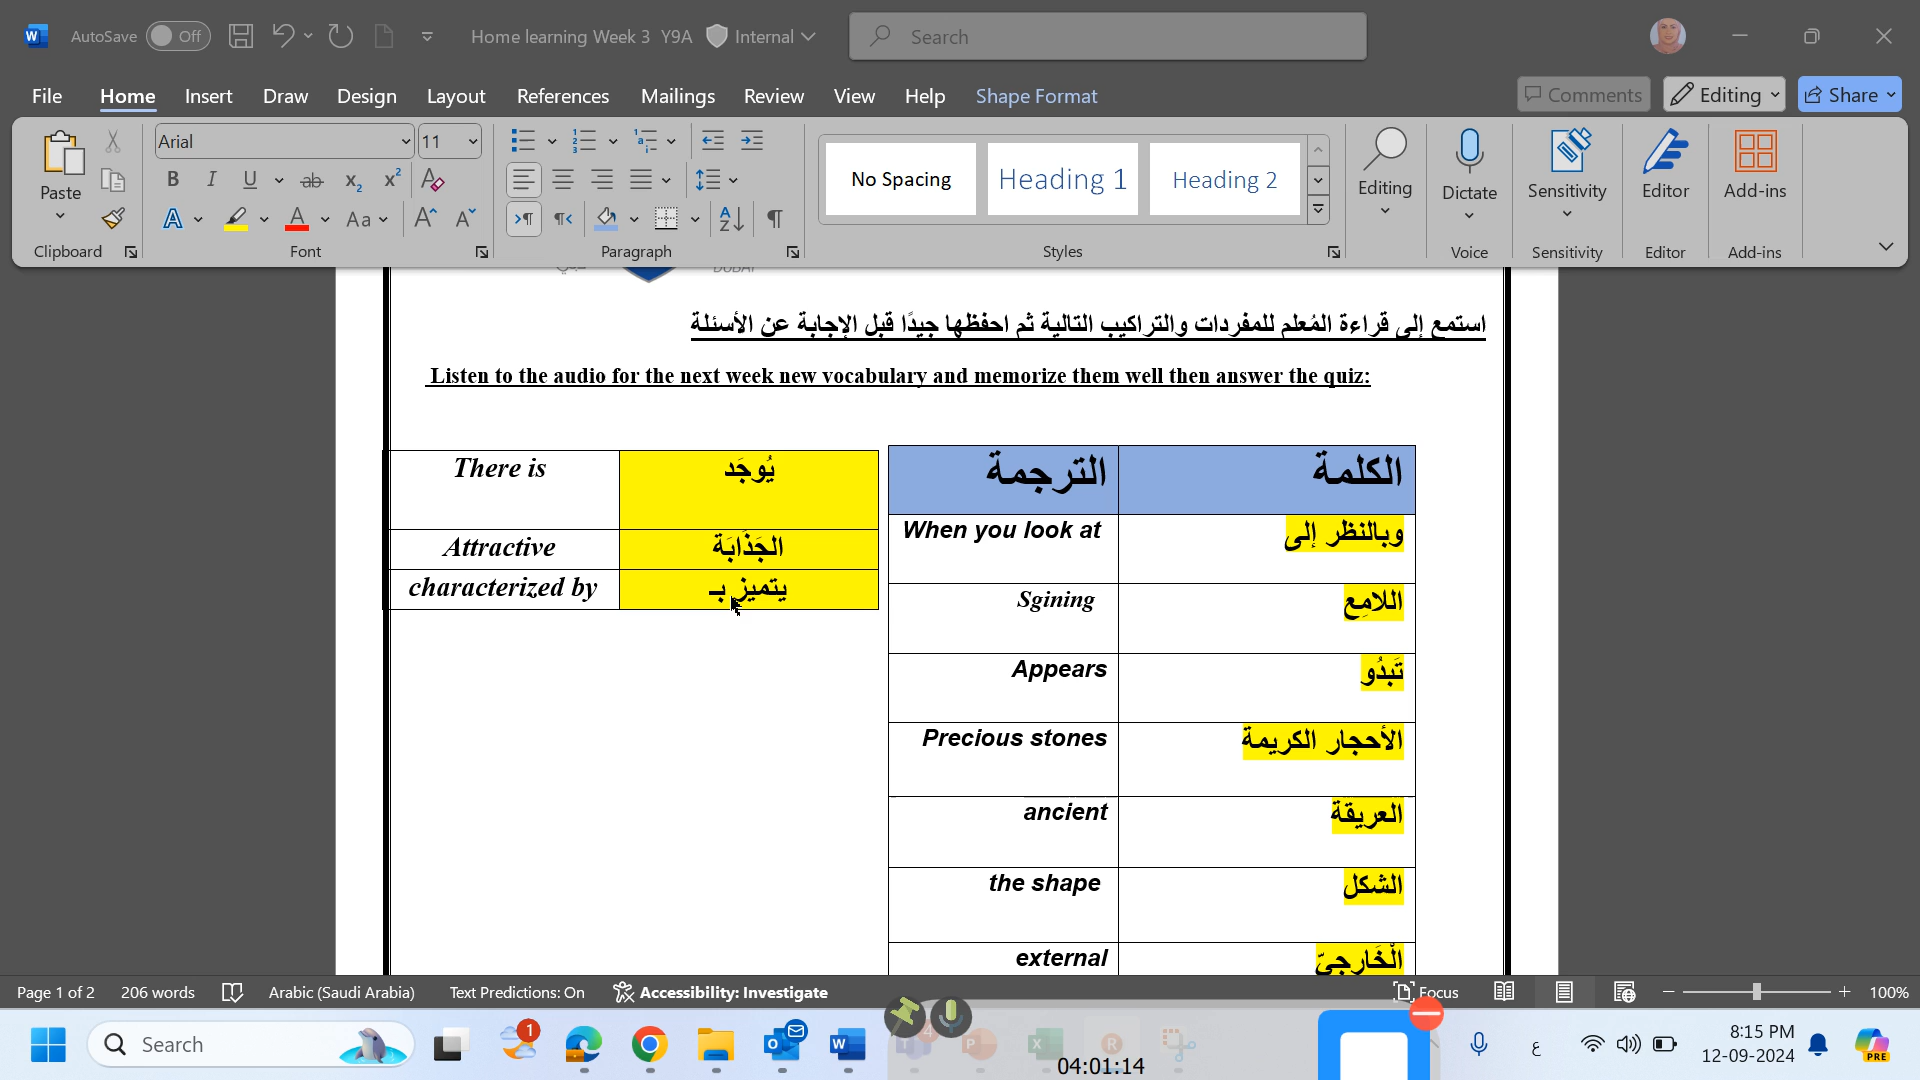 AutoSave Off Home learning Week 3 Y9A Internal Search
File Home Insert Draw Design Layout References Mailings Review View Help Shape Format Comments Editing Share
Arial 11
Paste
No Spacing Heading 1 Heading 2
Editing Dictate Sensitivity Editor Add-ins
Clipboard Font Paragraph Styles Voice Sensitivity Editor Add-ins
DUBAI
استمع إلى قراءة المُعلم للمفردات والتراكيب التالية ثم احفظها جيدًا قبل الإجابة عن الأسئلة
Listen to the audio for the next week new vocabulary and memorize them well then answer the quiz:
الكلمة الترجمة
وبالنظر إلى When you look at
اللامِع Sgining
تَبدُو Appears
الأحجار الكريمة Precious stones
العريقة ancient
الشكل the shape
الْخَارجيّ external
يُوجَد There is
الجَذَابَة Attractive
يتميز بـ characterized by
Page 1 of 2 206 words Arabic (Saudi Arabia) Text Predictions: On Accessibility: Investigate Focus 100%
Search 1 04:01:14 ع 8:15 PM
12-09-2024 PRE